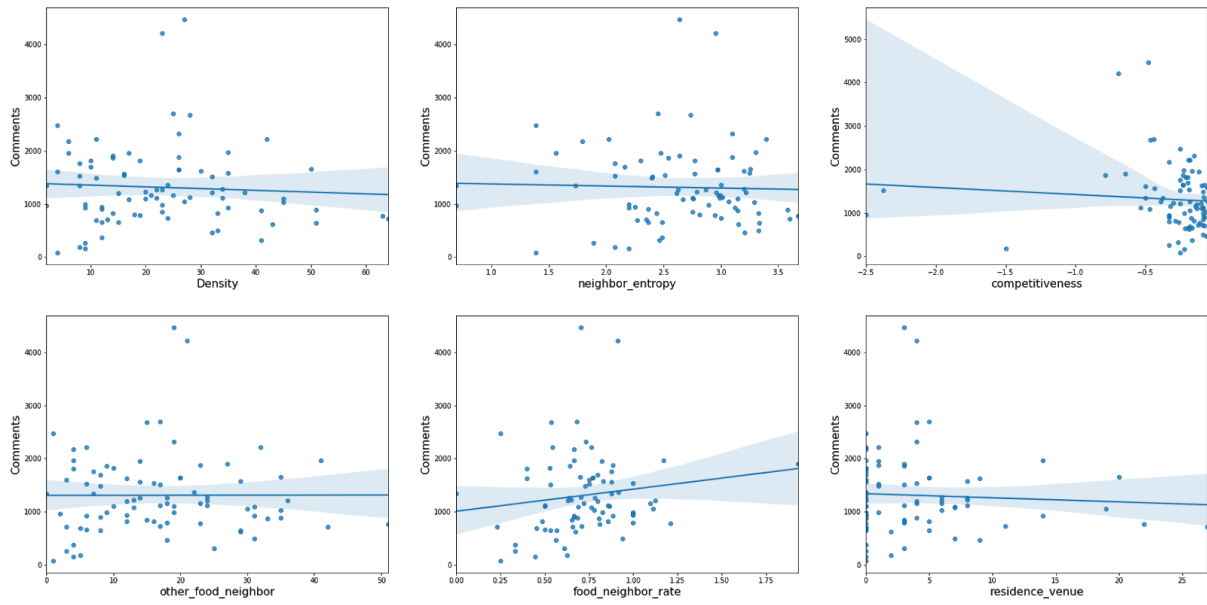 4000
3000
2000
1000
0
Comments
10 20 30 40 50 60
Density
4000
3000
2000
1000
0
Comments
1.0 1.5 2.0 2.5 3.0 3.5
neighbor_entropy
5000
4000
3000
2000
1000
0
Comments
-2.5 -2.0 -1.5 -1.0 -0.5
competitiveness
4000
3000
2000
1000
0
Comments
0 10 20 30 40 50
other_food_neighbor
4000
3000
2000
1000
0
Comments
0.00 0.25 0.50 0.75 1.00 1.25 1.50 1.75
food_neighbor_rate
4000
3000
2000
1000
0
Comments
0 5 10 15 20 25
residence_venue